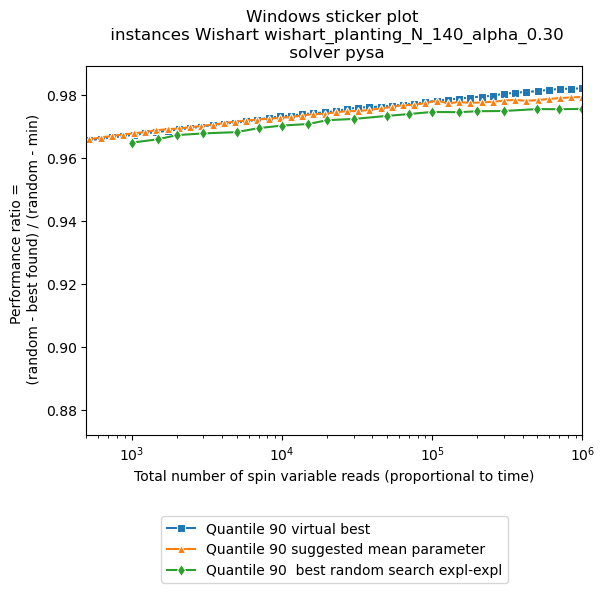 Windows sticker plot
instances Wishart wishart_planting_N_140_alpha_0.30
solver pysa
Performance ratio =
(random - best found) / (random - min)
0.98
0.96
0.94
0.92
0.90
0.88
10³
10⁴
10⁵
10⁶
Total number of spin variable reads (proportional to time)
Quantile 90 virtual best
Quantile 90 suggested mean parameter
Quantile 90  best random search expl-expl